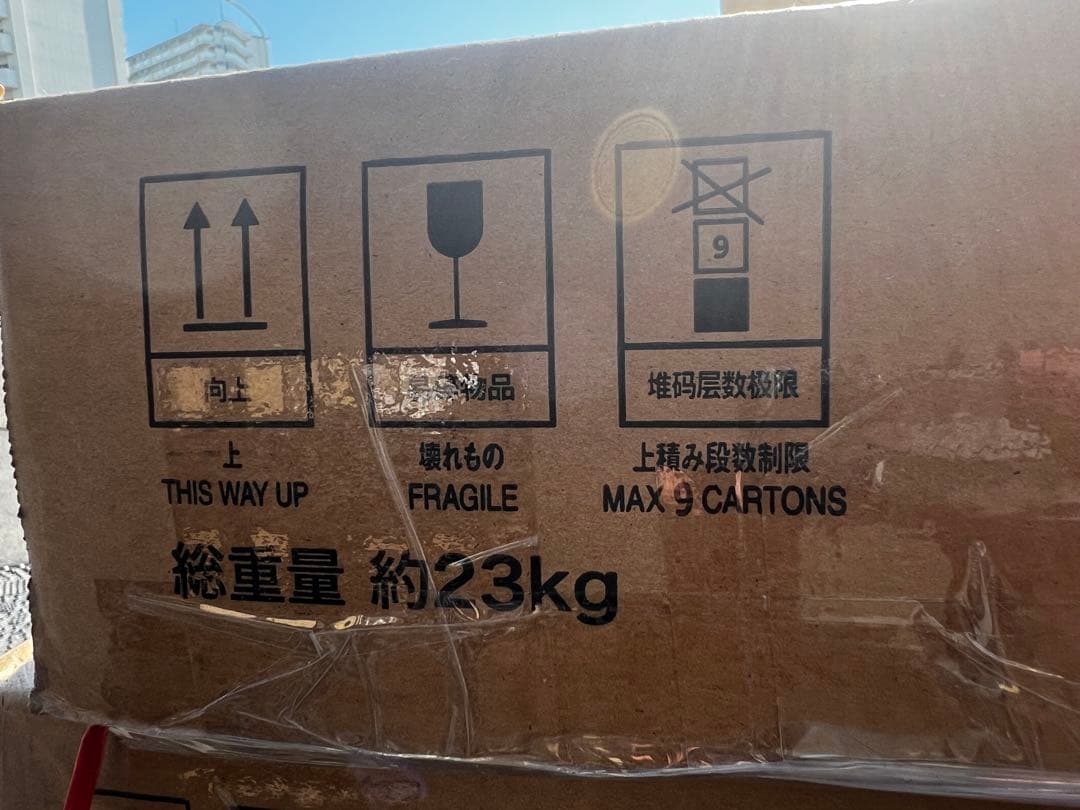 9
向上
物品
堆码层数极限
上
壊れもの
上積み段数制限
THIS WAY UP
FRAGILE
MAX 9 CARTONS
総重量 約23kg